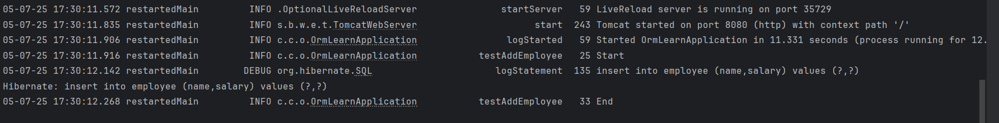 05-07-25 17:30:11.572 restartedMain INFO .OptionalLiveReloadServer startServer 59 LiveReload server is running on port 35729
05-07-25 17:30:11.835 restartedMain INFO s.b.w.e.t.TomcatWebServer start 243 Tomcat started on port 8080 (http) with context path '/'
05-07-25 17:30:11.906 restartedMain INFO c.c.o.OrmLearnApplication logStarted 59 Started OrmLearnApplication in 11.331 seconds (process running for 12.
05-07-25 17:30:11.916 restartedMain INFO c.c.o.OrmLearnApplication testAddEmployee 25 Start
05-07-25 17:30:12.142 restartedMain DEBUG org.hibernate.SQL logStatement 135 insert into employee (name,salary) values (?,?)
Hibernate: insert into employee (name,salary) values (?,?)
05-07-25 17:30:12.268 restartedMain INFO c.c.o.OrmLearnApplication testAddEmployee 33 End